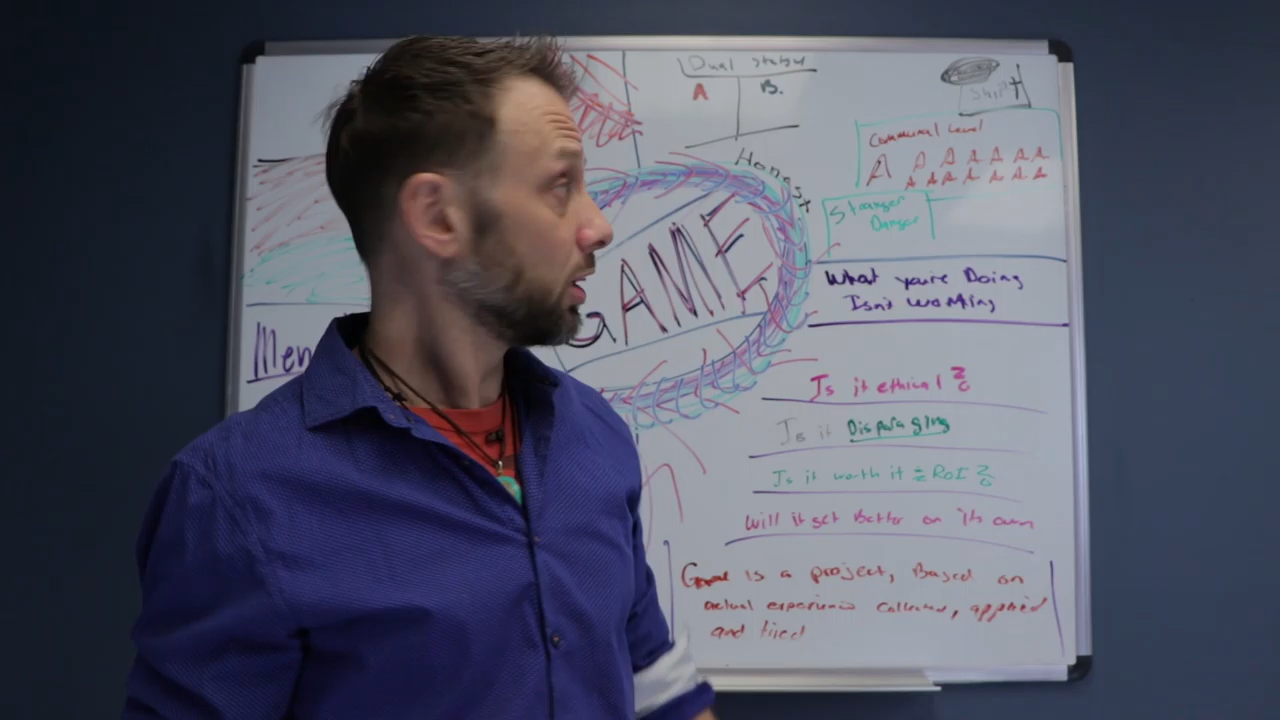 Dual Status
A B.
Shift
Communal Level
A A A A A A A
A A A A A A
Stranger
Danger
Honest
GAME
What you're Doing
Isn't working
Men
Is it ethical ?
Is it Disparaging
Is it worth it = ROI ?
Will it get Better on its own
Game is a project, Based on
actual experience collected, applied
and tired